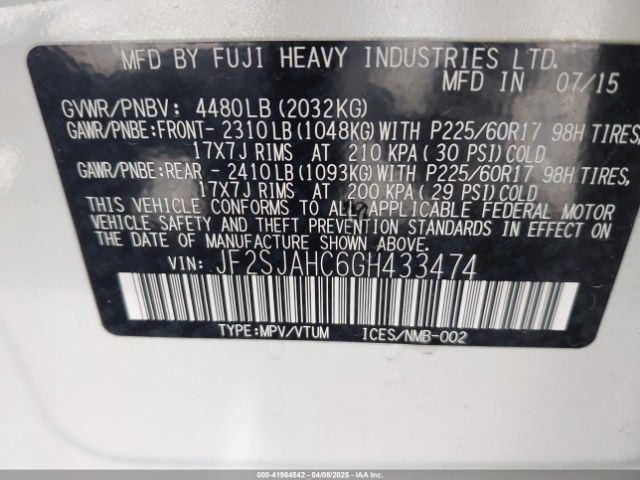 MFD BY FUJI HEAVY INDUSTRIES LTD.
MFD IN 07/15
GVWR/PNBV: 4480LB (2032KG)
GAWR/PNBE:FRONT- 2310LB(1048KG)WITH P225/60R17 98H TIRES,
17X7J RIMS AT 210 KPA( 30 PSI)COLD
GAWR/PNBE:REAR - 2410LB(1093KG)WITH P225/60R17 98H TIRES,
17X7J RIMS AT 200 KPA( 29 PSI)COLD
THIS VEHICLE CONFORMS TO ALL APPLICABLE FEDERAL MOTOR
VEHICLE SAFETY AND THEFT PREVENTION STANDARDS IN EFFECT ON
THE DATE OF MANUFACTURE SHOWN ABOVE.
VIN: JF2SJAHC6GH433474
TYPE:MPV/VTUM ICES/NMB-002
000-41964542 - 04/08/2025 - IAA Inc.